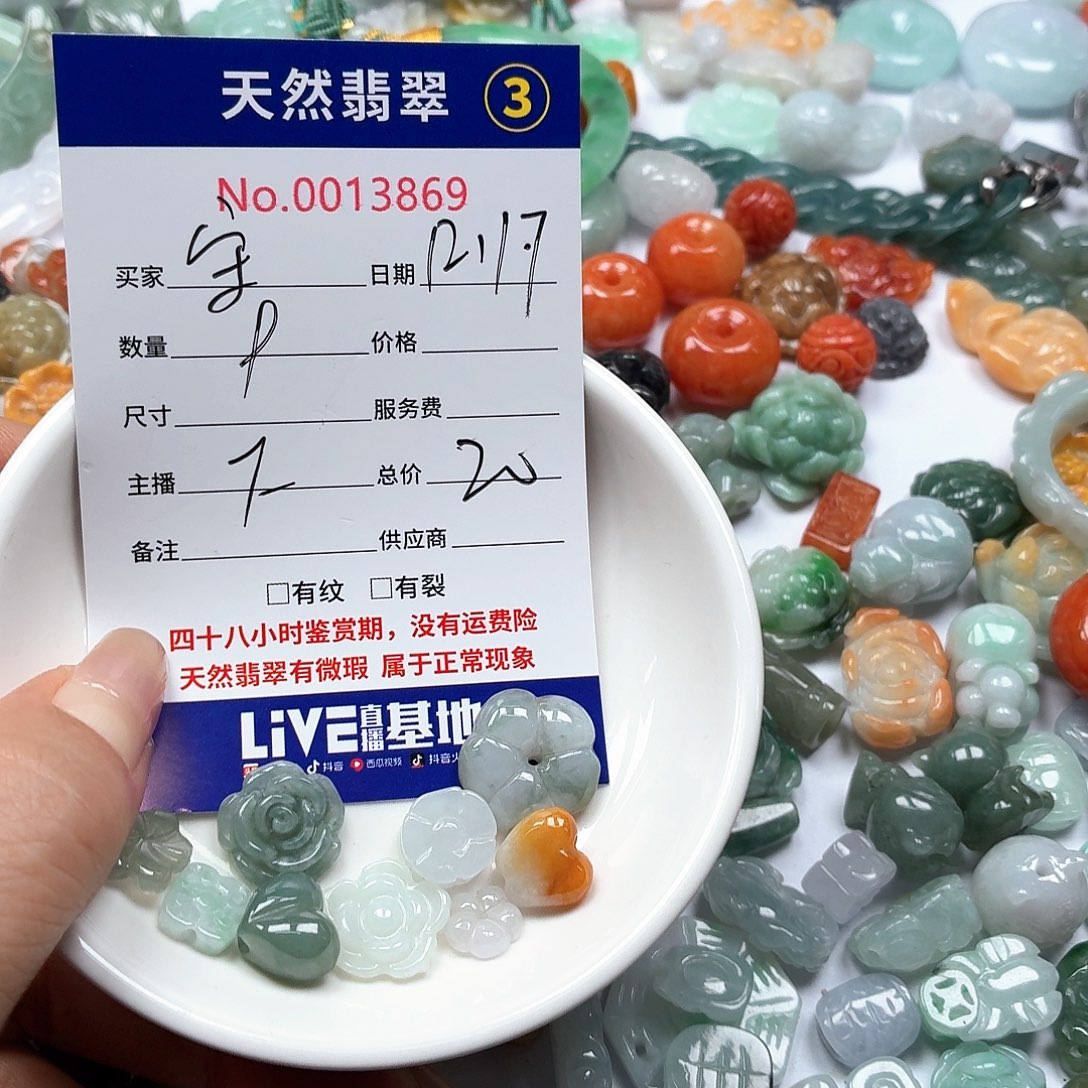 天然翡翠 3
No.0013869
买家 日期 12.17
数量 价格
尺寸 服务费
主播 总价 20
备注 供应商
□有纹 □有裂
四十八小时鉴赏期，没有运费险
天然翡翠有微瑕 属于正常现象
LiVE直播基地
抖音 西瓜视频 抖音火